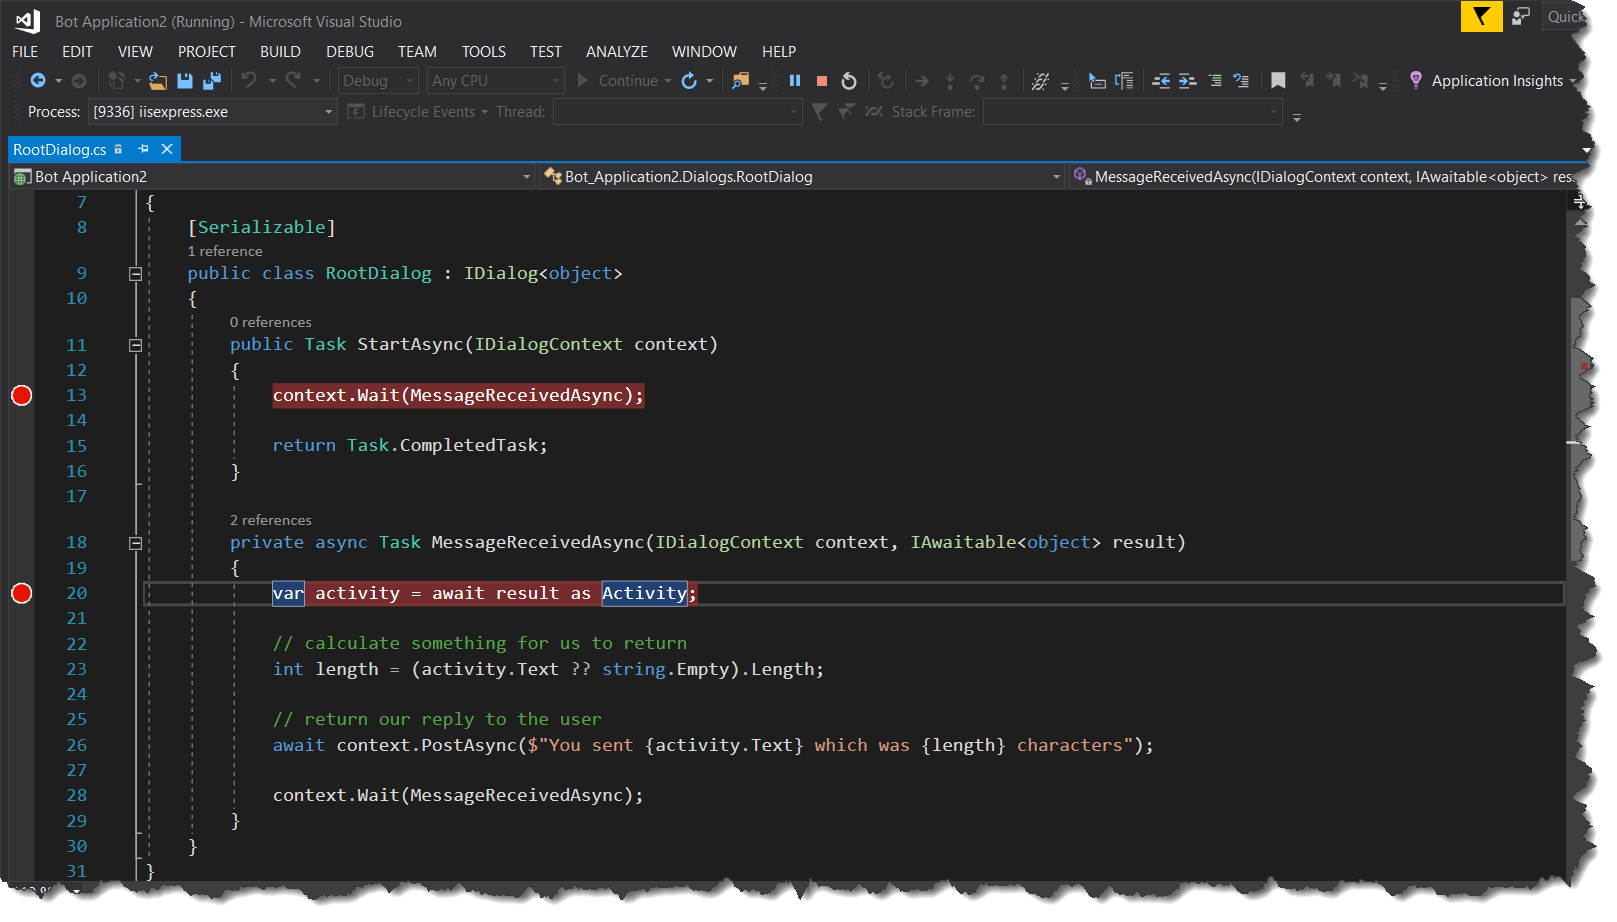 Bot Application2 (Running) - Microsoft Visual Studio
Quick
FILE EDIT VIEW PROJECT BUILD DEBUG TEAM TOOLS TEST ANALYZE WINDOW HELP
Debug Any CPU Continue Application Insights
Process: [9336] iisexpress.exe Lifecycle Events Thread: Stack Frame:
RootDialog.cs
Bot Application2 Bot_Application2.Dialogs.RootDialog MessageReceivedAsync(IDialogContext context, IAwaitable<object> res
7 {
8 [Serializable]
1 reference
9 public class RootDialog : IDialog<object>
10 {
0 references
11 public Task StartAsync(IDialogContext context)
12 {
13 context.Wait(MessageReceivedAsync);
14
15 return Task.CompletedTask;
16 }
17
2 references
18 private async Task MessageReceivedAsync(IDialogContext context, IAwaitable<object> result)
19 {
20 var activity = await result as Activity;
21
22 // calculate something for us to return
23 int length = (activity.Text ?? string.Empty).Length;
24
25 // return our reply to the user
26 await context.PostAsync($"You sent {activity.Text} which was {length} characters");
27
28 context.Wait(MessageReceivedAsync);
29 }
30 }
31 }